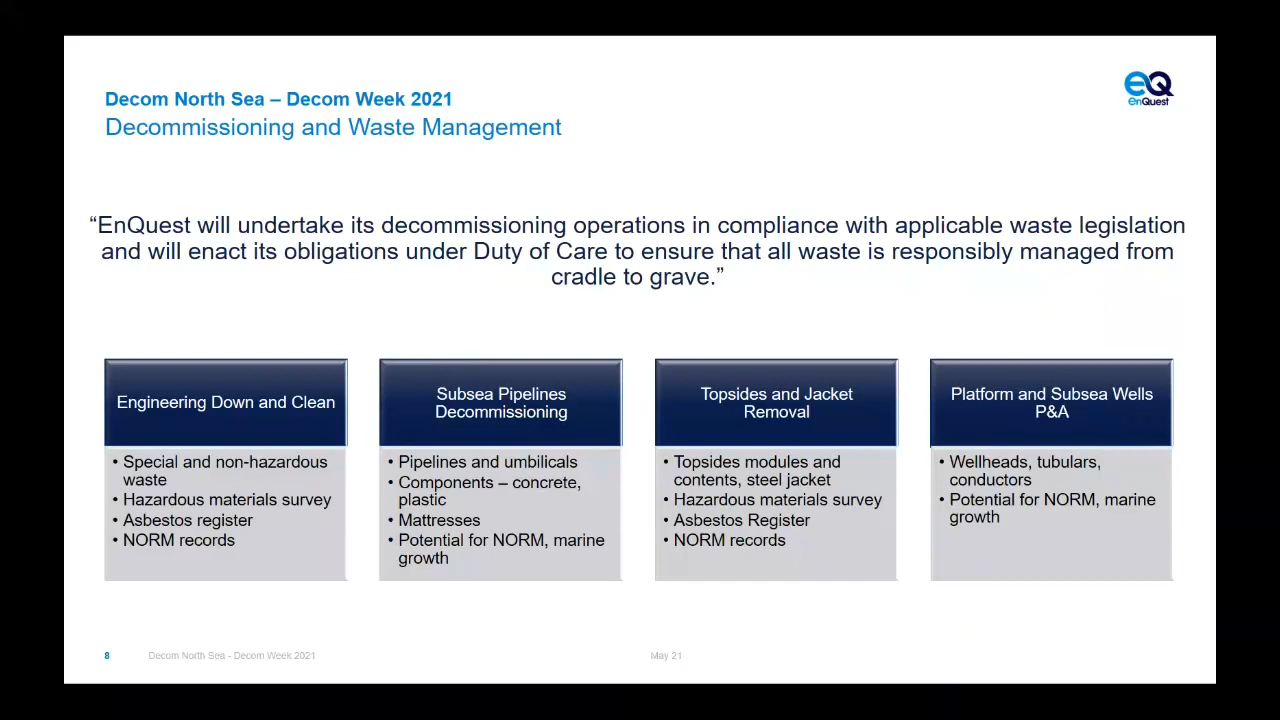 Decom North Sea – Decom Week 2021
Decommissioning and Waste Management
eQ
enQuest
“EnQuest will undertake its decommissioning operations in compliance with applicable waste legislation
and will enact its obligations under Duty of Care to ensure that all waste is responsibly managed from
cradle to grave.”
Engineering Down and Clean
• Special and non-hazardous
waste
• Hazardous materials survey
• Asbestos register
• NORM records
Subsea Pipelines
Decommissioning
• Pipelines and umbilicals
• Components – concrete,
plastic
• Mattresses
• Potential for NORM, marine
growth
Topsides and Jacket
Removal
• Topsides modules and
contents, steel jacket
• Hazardous materials survey
• Asbestos Register
• NORM records
Platform and Subsea Wells
P&A
• Wellheads, tubulars,
conductors
• Potential for NORM, marine
growth
8
Decom North Sea - Decom Week 2021
May 21